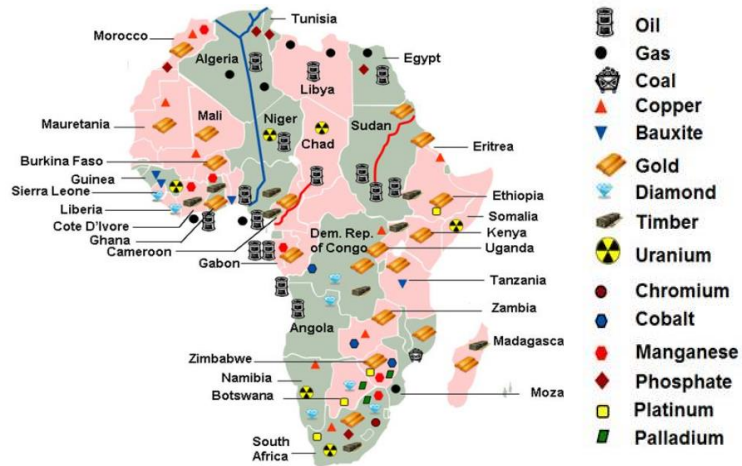 Tunisia
Morocco
Algeria
Egypt
Libya
Mali
Niger
Mauretania
Chad
Sudan
Burkina Faso
Eritrea
Guinea
Sierra Leone
Ethiopia
Liberia
Somalia
Cote D'Ivore
Dem. Rep.
of Congo
Kenya
Ghana
Uganda
Cameroon
Gabon
Tanzania
Zambia
Angola
Madagasca
Zimbabwe
Namibia
Botswana
Moza
South
Africa
Oil
Gas
Coal
Copper
Bauxite
Gold
Diamond
Timber
Uranium
Chromium
Cobalt
Manganese
Phosphate
Platinum
Palladium